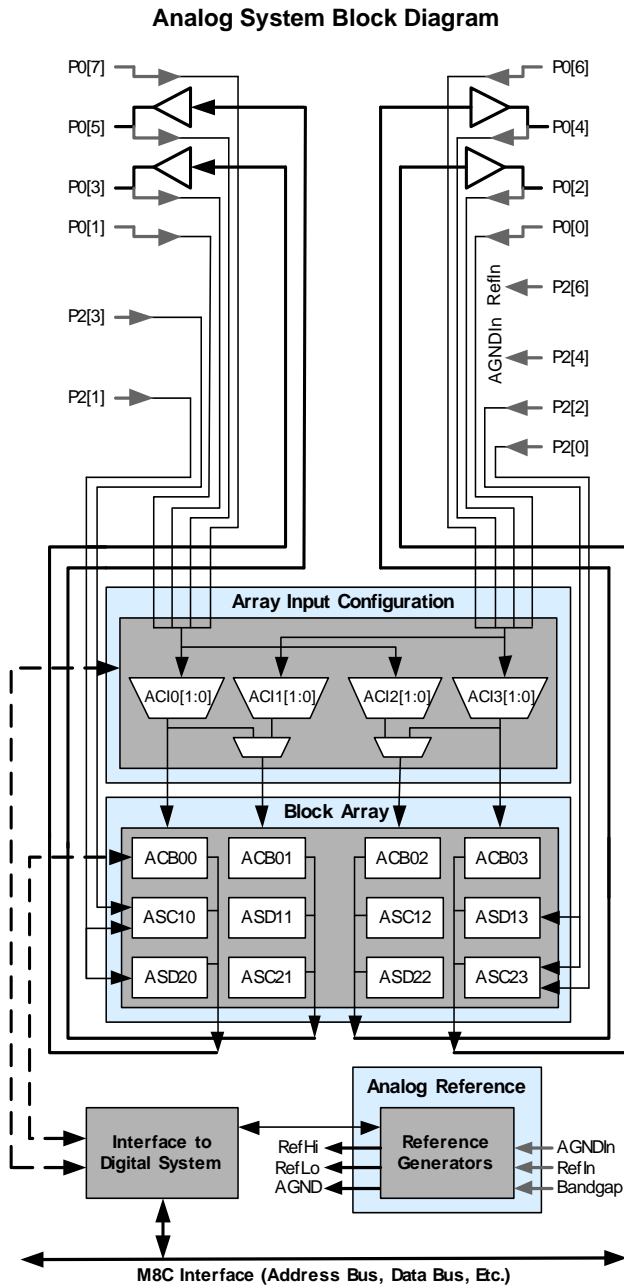 Analog System Block Diagram
P0[7]
P0[6]
P0[5]
P0[4]
P0[3]
P0[2]
P0[1]
P0[0]
P2[6]
RefIn
P2[3]
AGNDIn
P2[4]
P2[1]
P2[2]
P2[0]
Array Input Configuration
ACI0[1:0]
ACI1[1:0]
ACI2[1:0]
ACI3[1:0]
Block Array
ACB00
ACB01
ACB02
ACB03
ASC10
ASD11
ASC12
ASD13
ASD20
ASC21
ASD22
ASC23
Analog Reference
Interface to
Digital System
RefHi
RefLo
AGND
Reference
Generators
AGNDIn
RefIn
Bandgap
M8C Interface (Address Bus, Data Bus, Etc.)